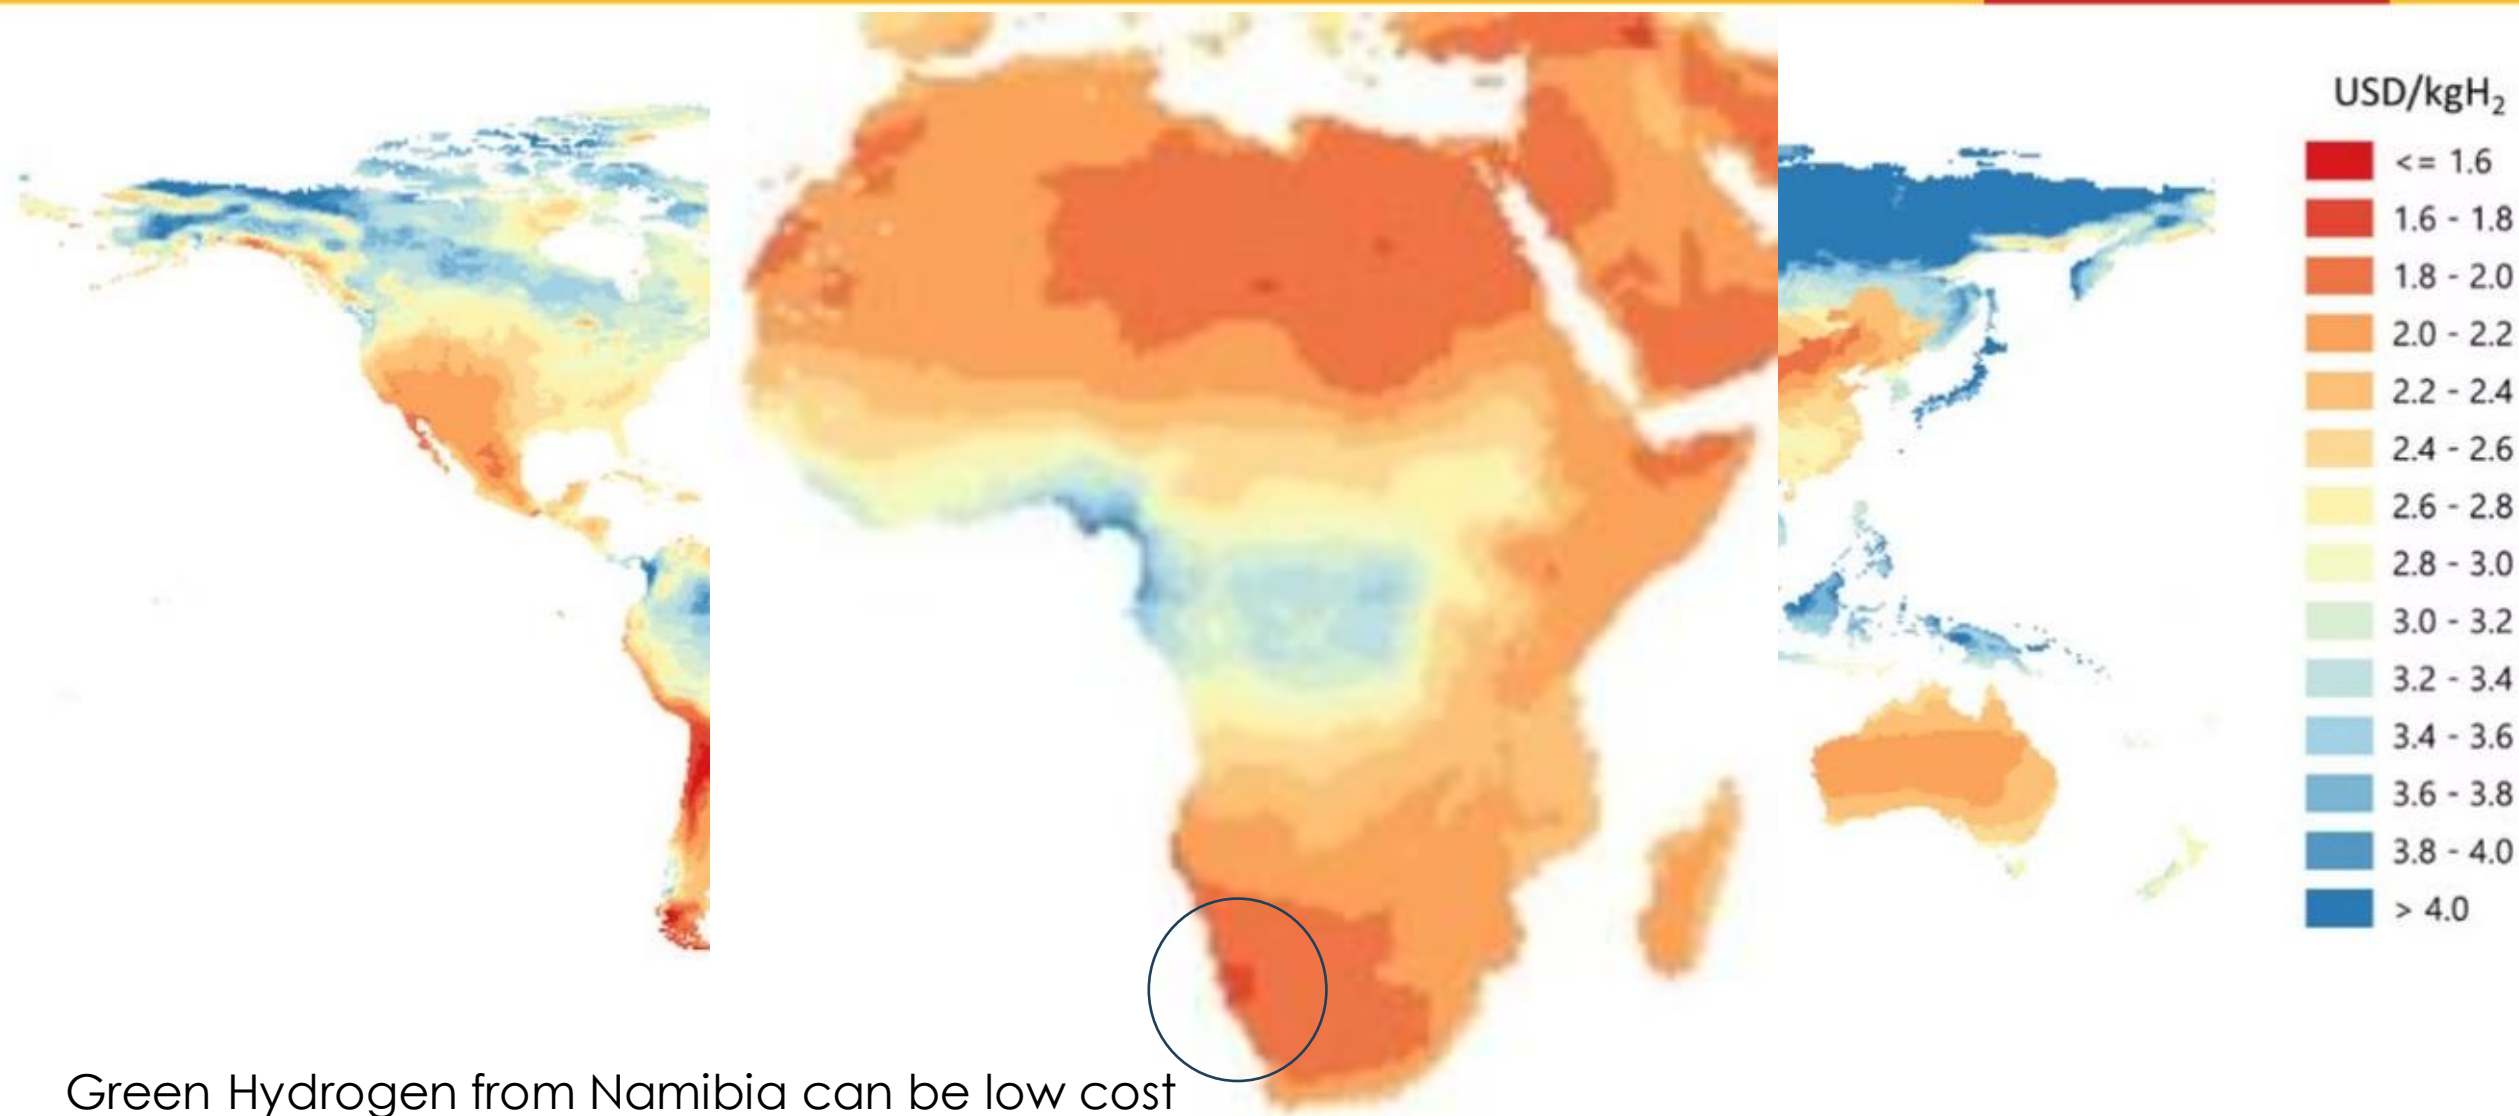 USD/kgH₂
<= 1.6
1.6 - 1.8
1.8 - 2.0
2.0 - 2.2
2.2 - 2.4
2.4 - 2.6
2.6 - 2.8
2.8 - 3.0
3.0 - 3.2
3.2 - 3.4
3.4 - 3.6
3.6 - 3.8
3.8 - 4.0
> 4.0
Green Hydrogen from Namibia can be low cost